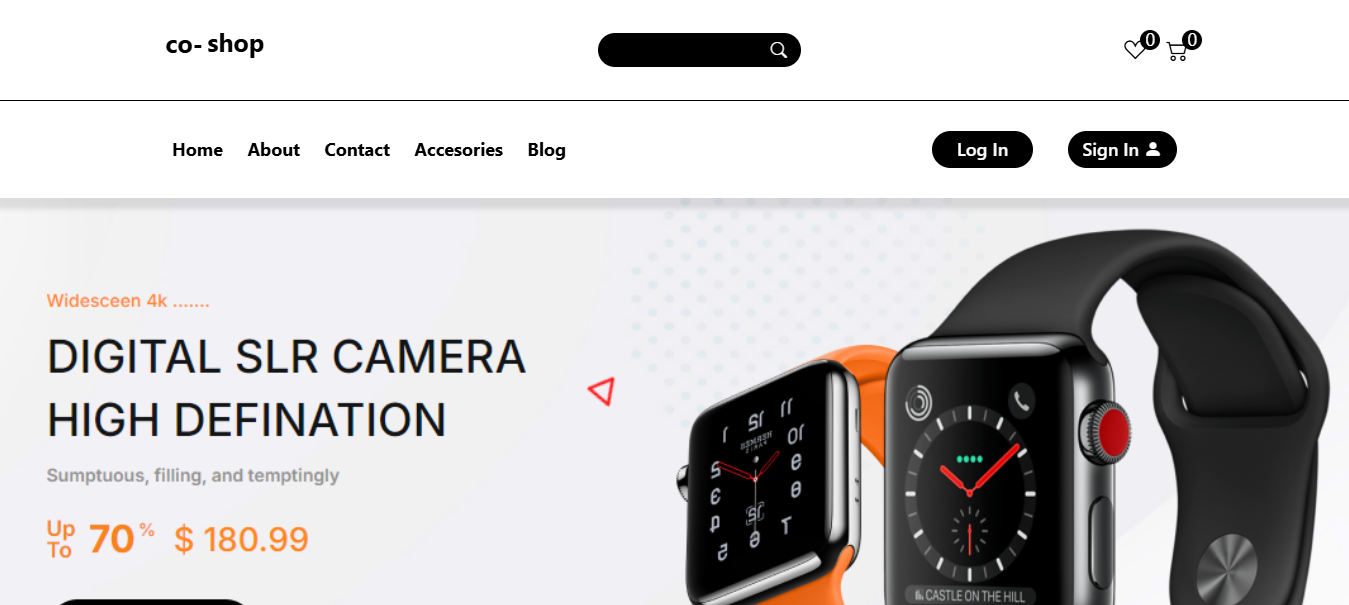 co- shop
0 0
Home About Contact Accesories Blog
Log In Sign In
Widesceen 4k .......
DIGITAL SLR CAMERA
HIGH DEFINATION
Sumptuous, filling, and temptingly
Up To 70 % $ 180.99
CASTLE ON THE HILL